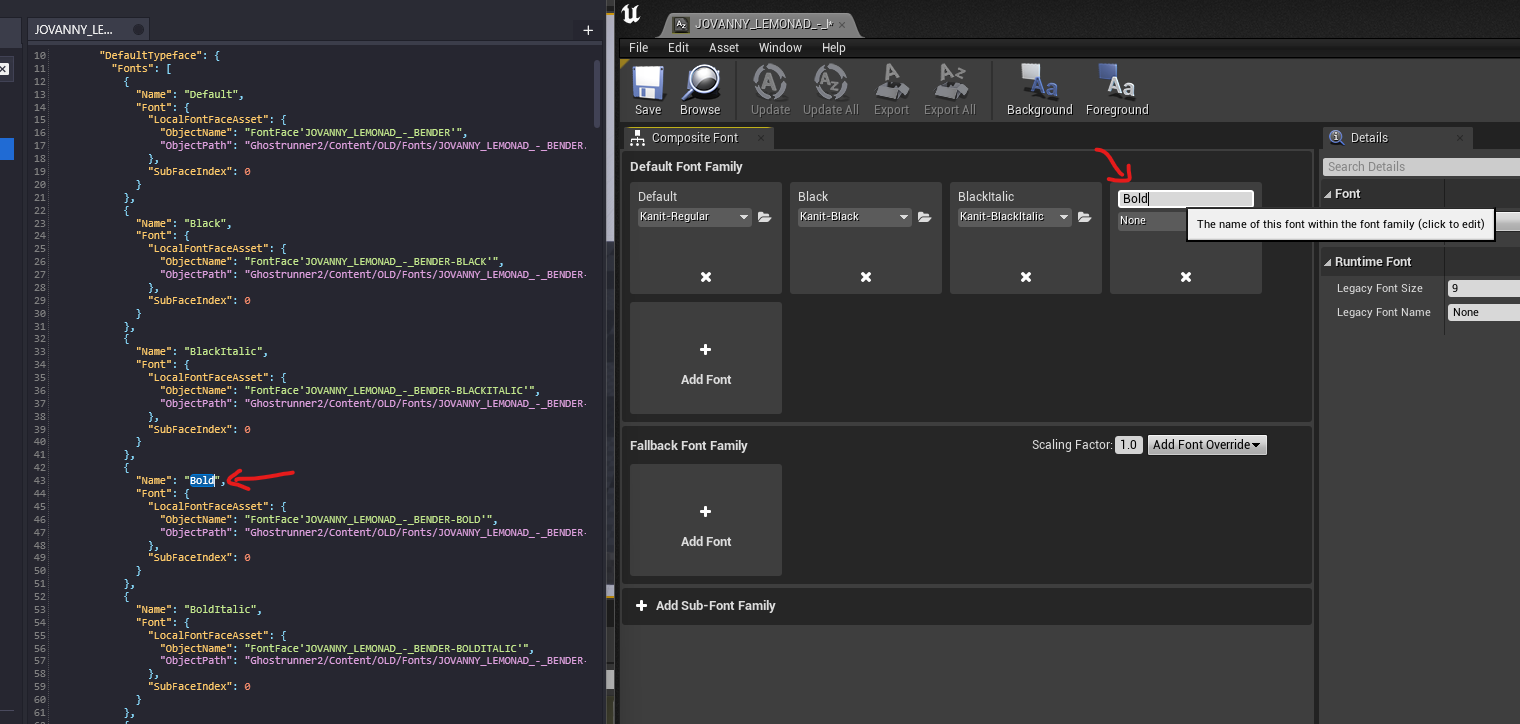 JOVANNY_LE...
10 "DefaultTypeface": {
11 "Fonts": [
12 {
13 "Name": "Default",
14 "Font": {
15 "LocalFontFaceAsset": {
16 "ObjectName": "FontFace'JOVANNY_LEMONAD_-_BENDER'",
17 "ObjectPath": "Ghostrunner2/Content/OLD/Fonts/JOVANNY_LEMONAD_-_BENDER.
18 },
19 "SubFaceIndex": 0
20 }
21 },
22 {
23 "Name": "Black",
24 "Font": {
25 "LocalFontFaceAsset": {
26 "ObjectName": "FontFace'JOVANNY_LEMONAD_-_BENDER-BLACK'",
27 "ObjectPath": "Ghostrunner2/Content/OLD/Fonts/JOVANNY_LEMONAD_-_BENDER-
28 },
29 "SubFaceIndex": 0
30 }
31 },
32 {
33 "Name": "BlackItalic",
34 "Font": {
35 "LocalFontFaceAsset": {
36 "ObjectName": "FontFace'JOVANNY_LEMONAD_-_BENDER-BLACKITALIC'",
37 "ObjectPath": "Ghostrunner2/Content/OLD/Fonts/JOVANNY_LEMONAD_-_BENDER-
38 },
39 "SubFaceIndex": 0
40 }
41 },
42 {
43 "Name": "Bold",
44 "Font": {
45 "LocalFontFaceAsset": {
46 "ObjectName": "FontFace'JOVANNY_LEMONAD_-_BENDER-BOLD'",
47 "ObjectPath": "Ghostrunner2/Content/OLD/Fonts/JOVANNY_LEMONAD_-_BENDER-
48 },
49 "SubFaceIndex": 0
50 }
51 },
52 {
53 "Name": "BoldItalic",
54 "Font": {
55 "LocalFontFaceAsset": {
56 "ObjectName": "FontFace'JOVANNY_LEMONAD_-_BENDER-BOLDITALIC'",
57 "ObjectPath": "Ghostrunner2/Content/OLD/Fonts/JOVANNY_LEMONAD_-_BENDER-
58 },
59 "SubFaceIndex": 0
60 }
61 },
62
JOVANNY_LEMONAD_-_I*
File Edit Asset Window Help
Save Browse Update Update All Export Export All Background Foreground
Composite Font
Default Font Family
Default Black BlackItalic Bold
Kanit-Regular Kanit-Black Kanit-BlackItalic None
The name of this font within the font family (click to edit)
Add Font
Fallback Font Family Scaling Factor: 1.0 Add Font Override
Add Font
Add Sub-Font Family
Details
Search Details
Font
Runtime Font
Legacy Font Size 9
Legacy Font Name None